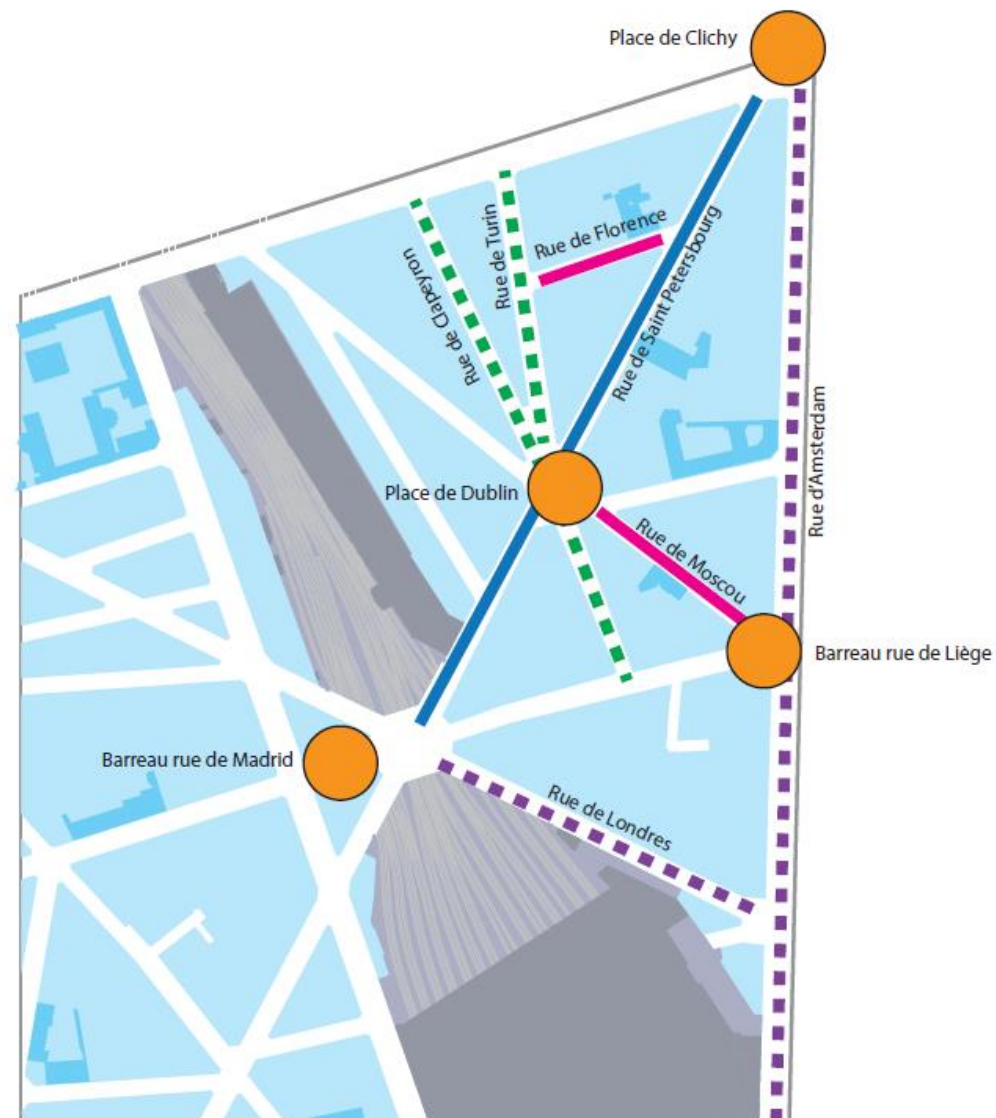 Place de Clichy
Rue de Florence
Rue de Turin
Rue de Clapeyron
Rue de Saint Petersbourg
Rue d'Amsterdam
Place de Dublin
Rue de Moscou
Barreau rue de Liège
Barreau rue de Madrid
Rue de Londres